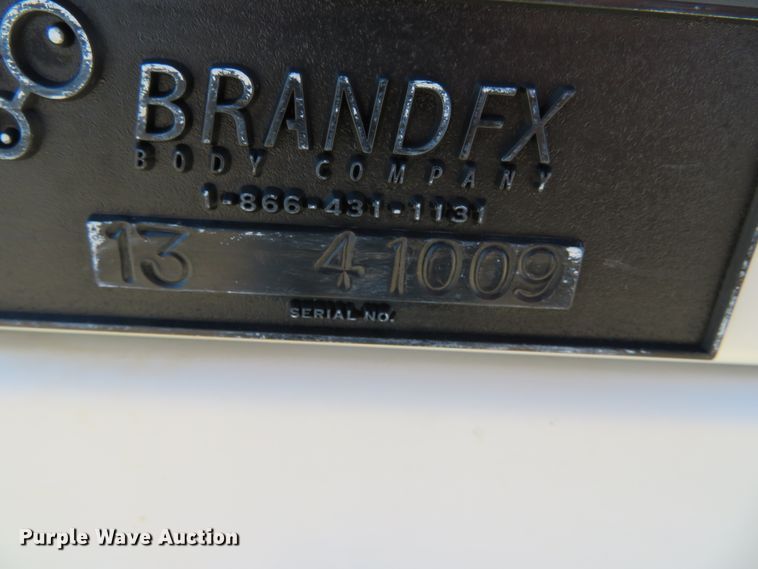 BRANDFX
BODY COMPANY
1-866-431-1131
13 41009
SERIAL NO.
Purple Wave Auction